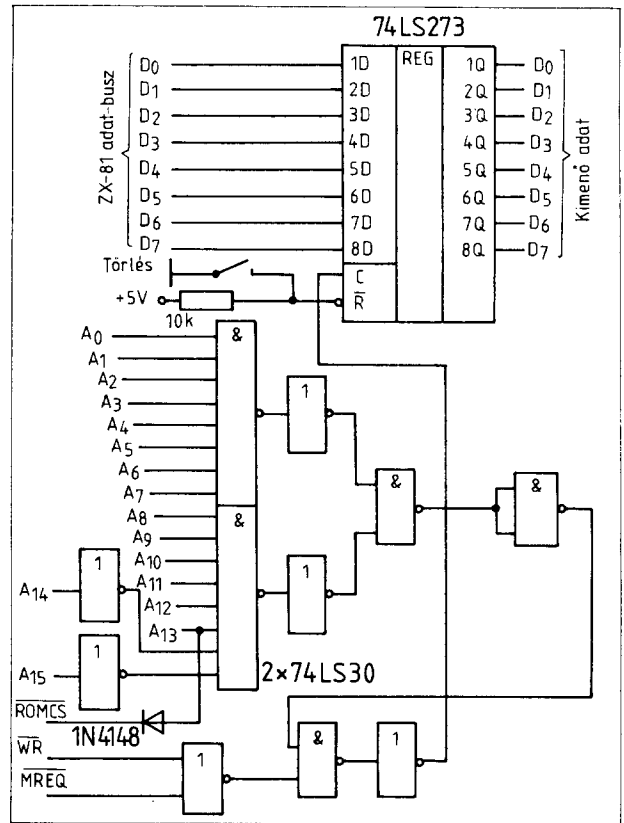 74LS273
ZX-81 adat-busz
D0 1D REG 1Q D0
D1 2D 2Q D1
D2 3D 3Q D2
D3 4D 4Q D3
D4 5D 5Q D4
D5 6D 6Q D5
D6 7D 7Q D6
D7 8D 8Q D7
Kimenő adat
Törlés
C
+5V
R̅
10k
A0 &
A1
A2
A3 1
A4
A5
A6 &
A7 &
A8 &
A9
A10
1 A11 1
A14 A12
A13
1
A15 2×74LS30
R̅O̅M̅C̅S̅
1N4148
W̅R̅ 1 & 1
M̅R̅E̅Q̅